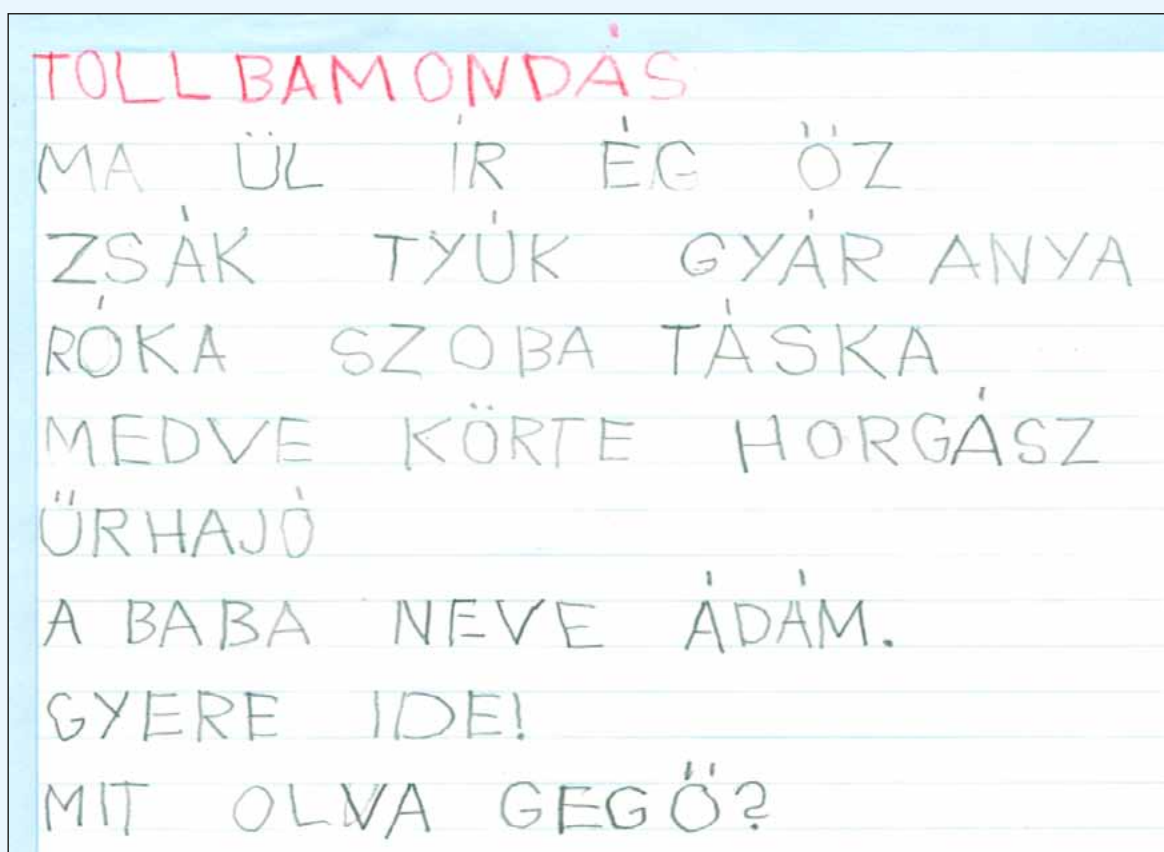 TOLLBAMONDÁS
MA ÜL ÍR ÉG ŐZ
ZSÁK TYÚK GYÁR ANYA
RÓKA SZOBA TÁSKA
MEDVE KÖRTE HORGÁSZ
ŰRHAJÓ
A BABA NEVE ÁDÁM.
GYERE IDE!
MIT OLVA GEGŐ?